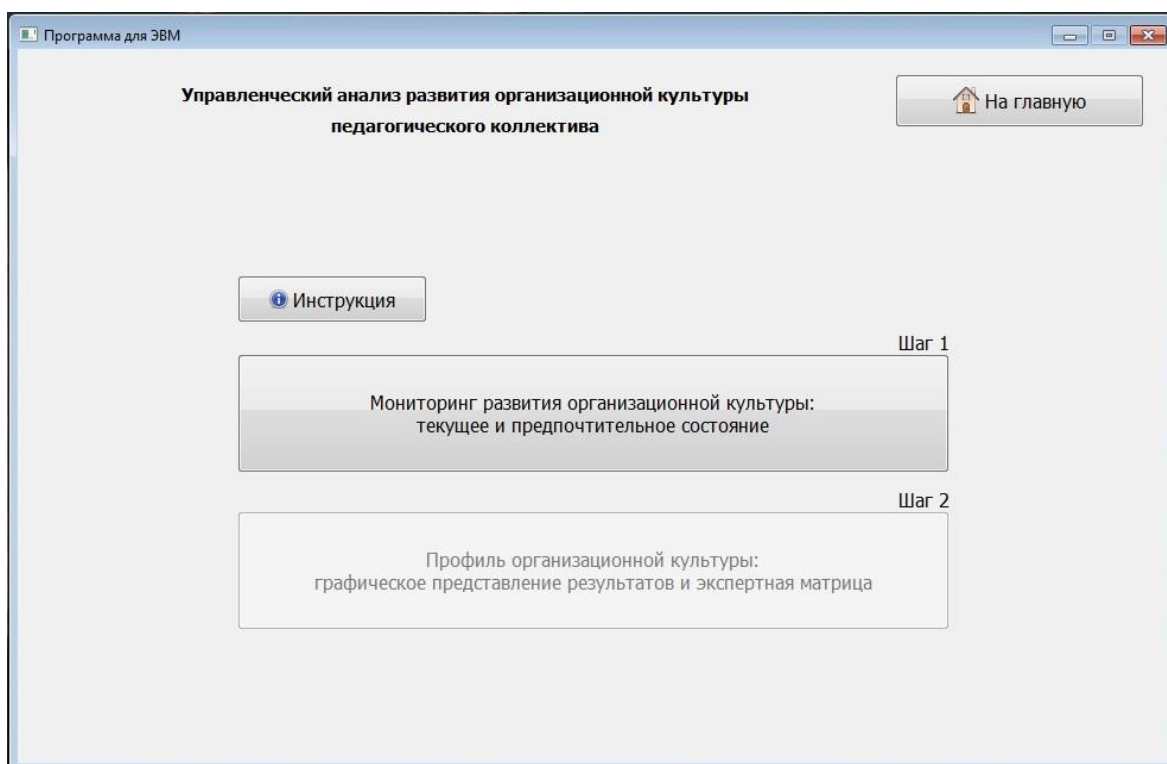 Программа для ЭВМ
Управленческий анализ развития организационной культуры
педагогического коллектива
На главную
Инструкция
Шаг 1
Мониторинг развития организационной культуры:
текущее и предпочтительное состояние
Шаг 2
Профиль организационной культуры:
графическое представление результатов и экспертная матрица